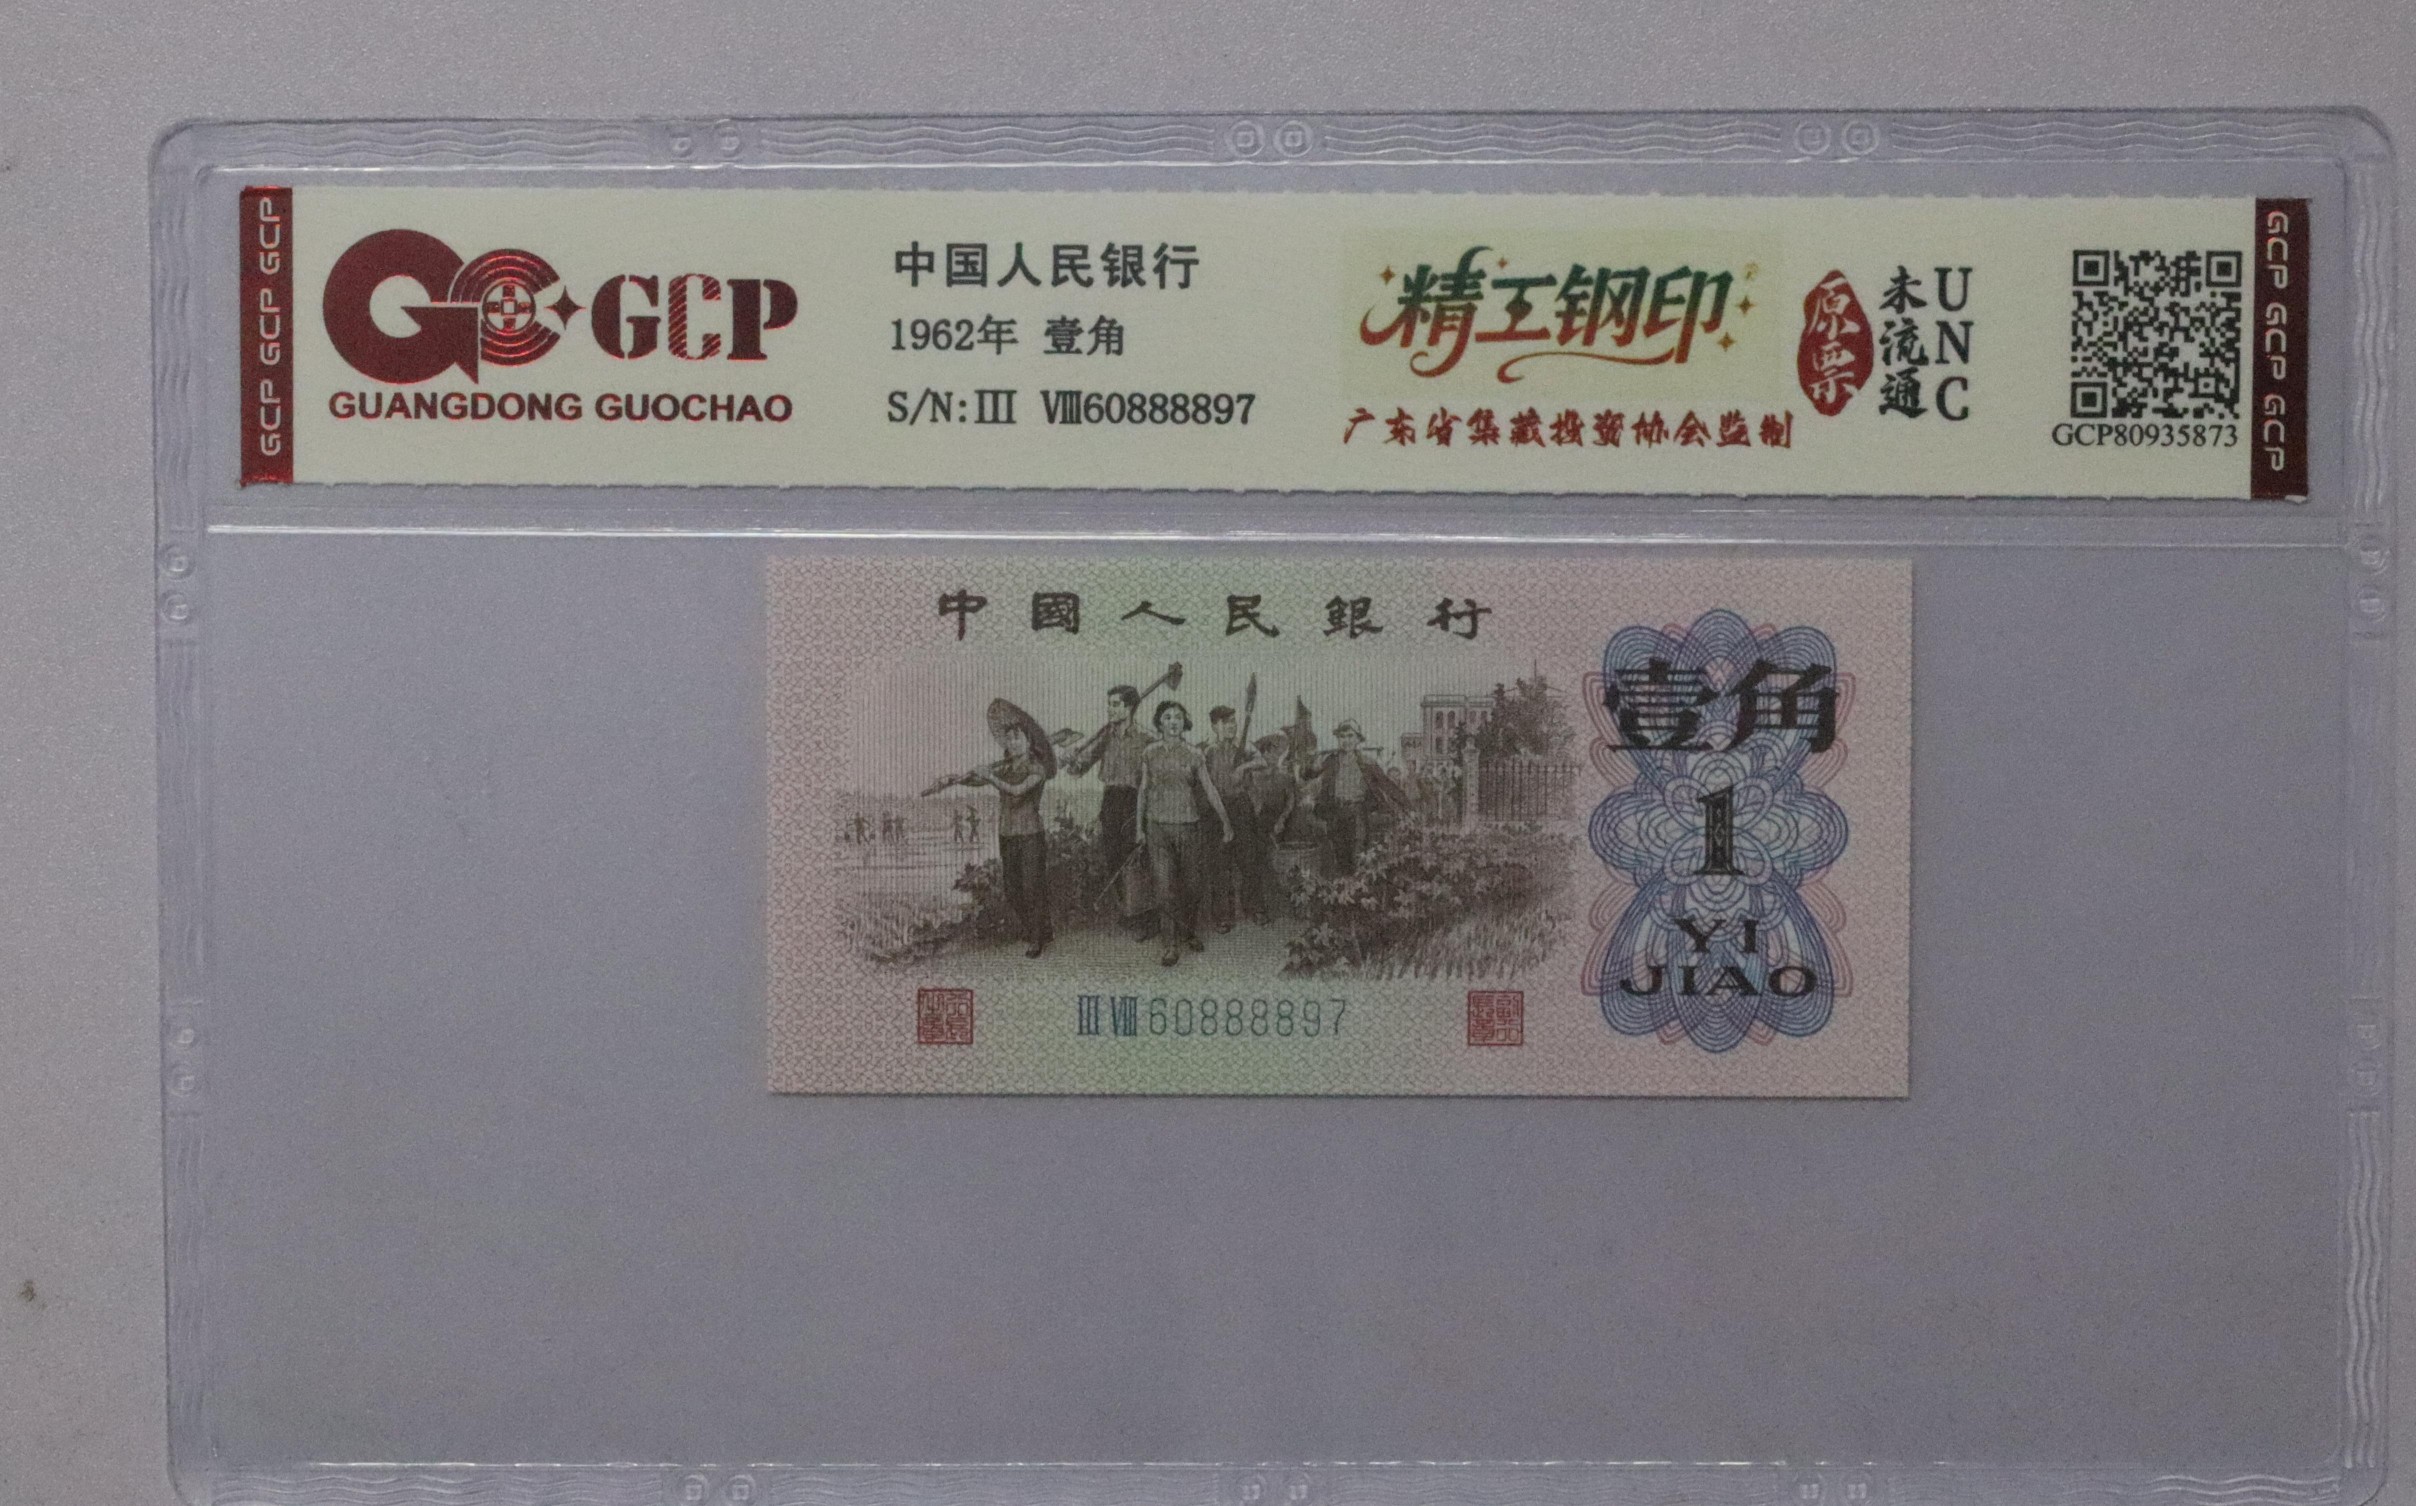 GCP GCP GCP
GCP
GUANGDONG GUOCHAO
中国人民银行
1962年 壹角
S/N:III VIII60888897
精工钢印
广东省集藏投资协会监制
原票
未流通
UNC
GCP80935873
GCP GCP GCP
中國人民銀行
壹角
1
YI
JIAO
III VIII 60888897